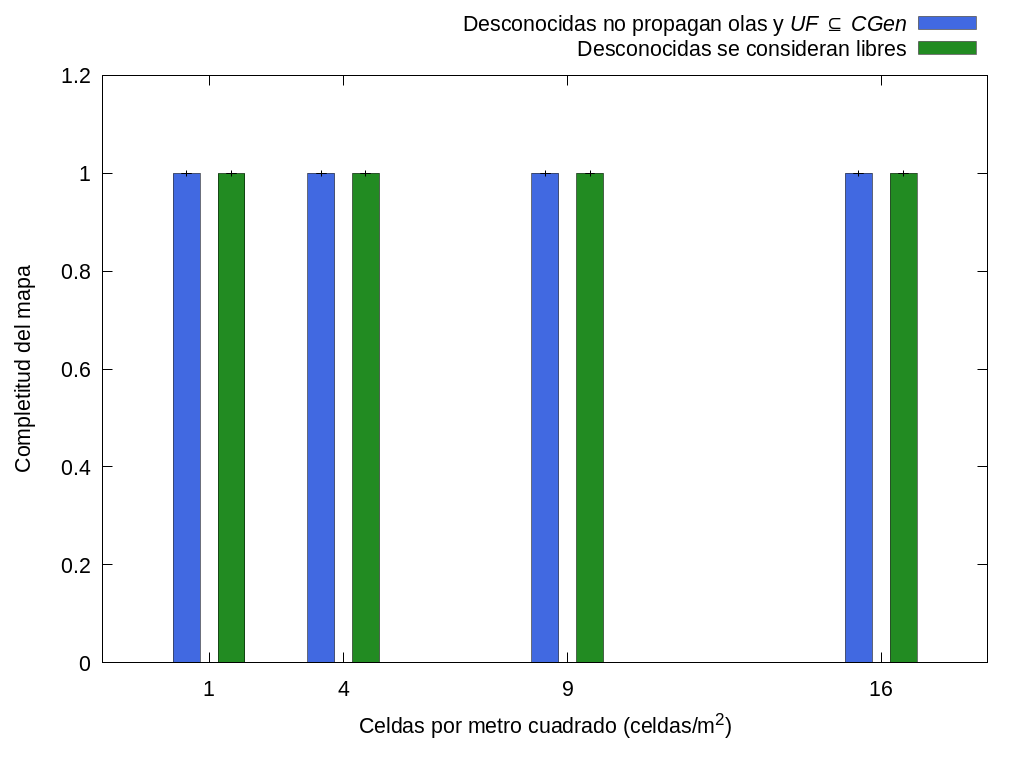 Desconocidas no propagan olas y UF ⊆ CGen
Desconocidas se consideran libres
1.2
1
0.8
0.6
0.4
0.2
0
Completitud del mapa
1 4 9 16
Celdas por metro cuadrado (celdas/m²)